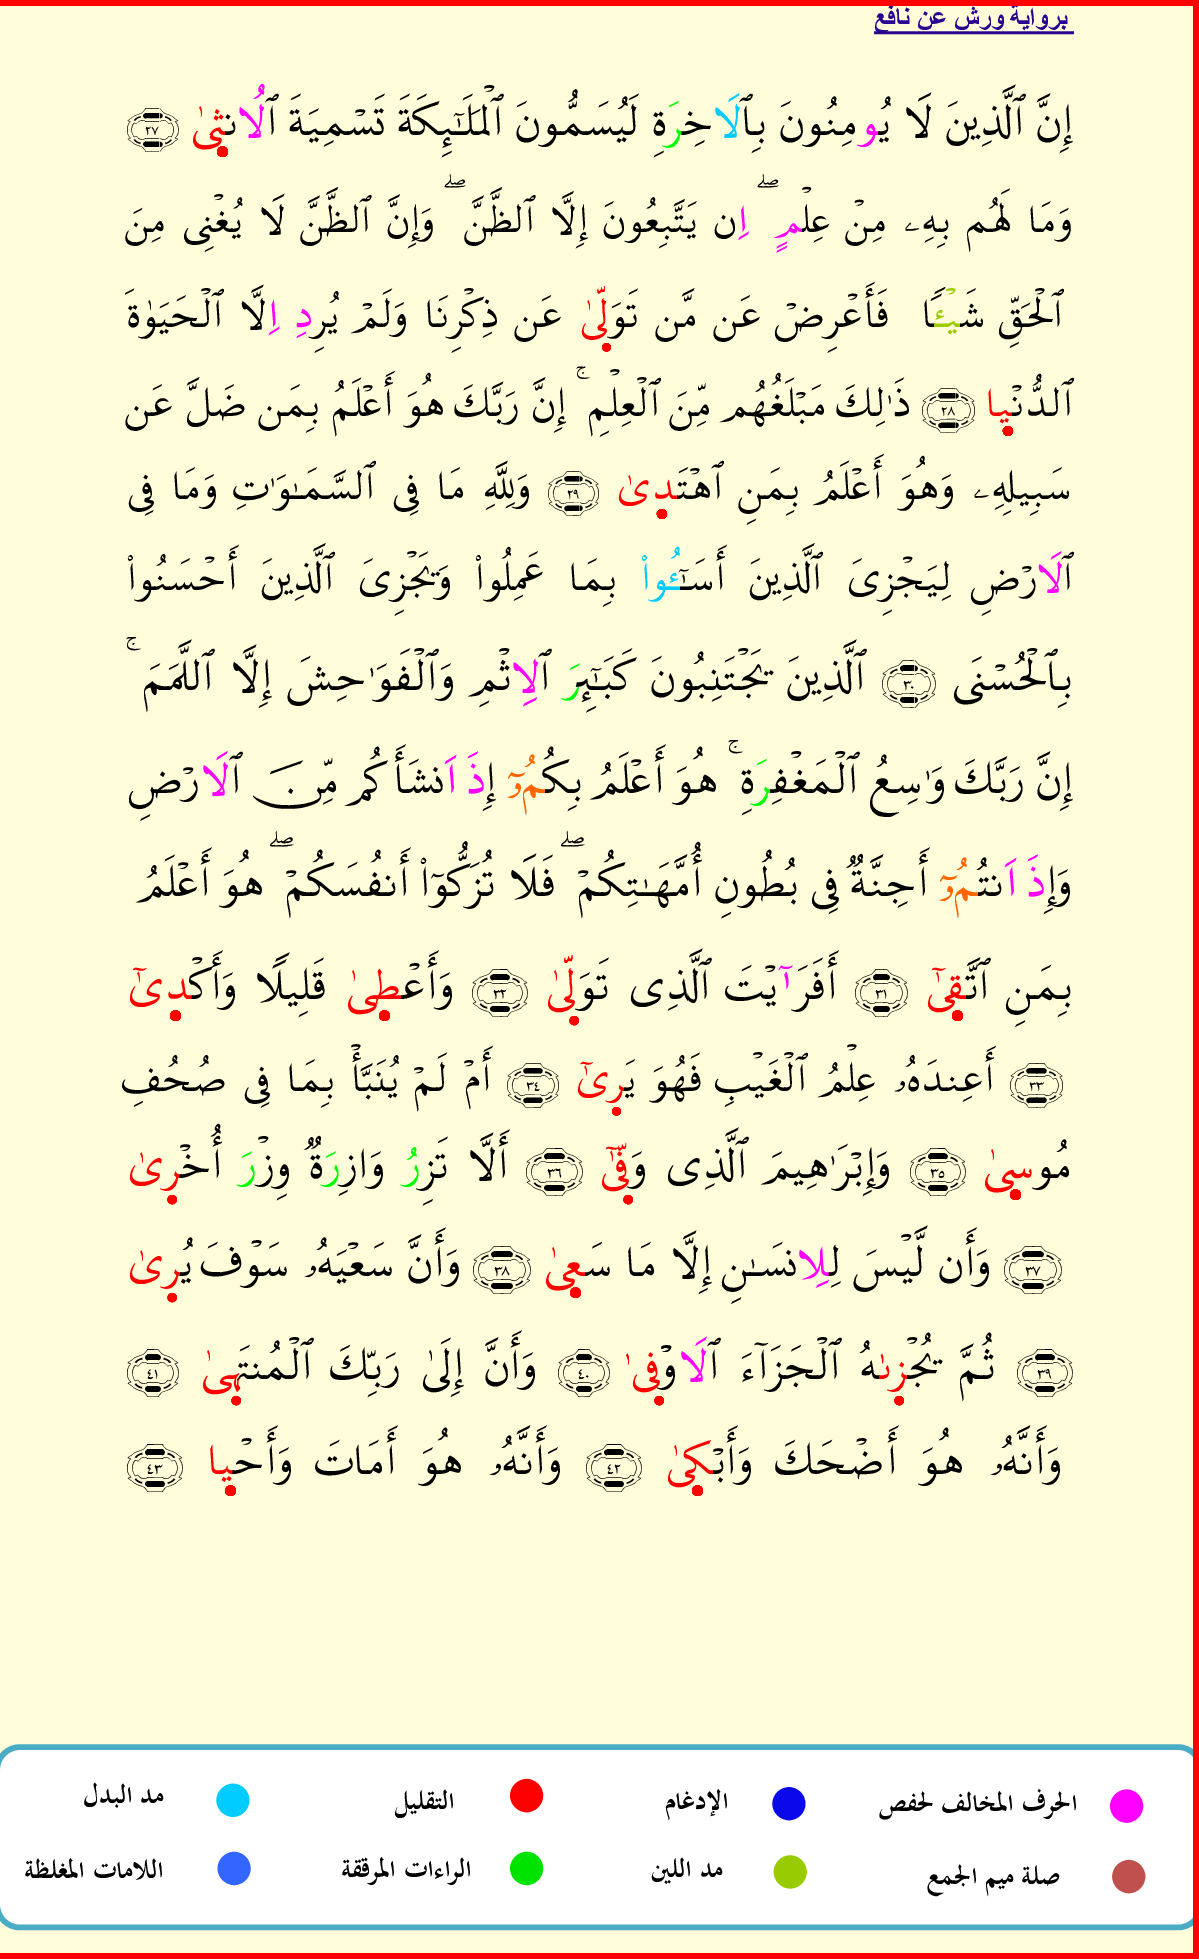 برواية ورش عن نافع
إِنَّ ٱلَّذِينَ لَا يُومِنُونَ بِٱلَاخِرَةِ لَيُسَمُّونَ ٱلْمَلَٰٓئِكَةَ تَسْمِيَةَ ٱلُانث۪ىٰ ٢٧
وَمَا لَهُم بِهِۦ مِنْ عِلْمٍۖ اِن يَتَّبِعُونَ إِلَّا ٱلظَّنَّۖ وَإِنَّ ٱلظَّنَّ لَا يُغْنِى مِنَ
ٱلْحَقِّ شَيْـًٔا فَأَعْرِضْ عَن مَّن تَوَلّ۪ىٰ عَن ذِكْرِنَا وَلَمْ يُرِدِ اِلَّا ٱلْحَيَوٰةَ
ٱلدُّنْي۪ا ٢٨ ذَٰلِكَ مَبْلَغُهُم مِّنَ ٱلْعِلْمِۚ إِنَّ رَبَّكَ هُوَ أَعْلَمُ بِمَن ضَلَّ عَن
سَبِيلِهِۦ وَهُوَ أَعْلَمُ بِمَنِ ٱهْتَد۪ىٰ ٢٩ وَلِلَّهِ مَا فِى ٱلسَّمَٰوَٰتِ وَمَا فِى
ٱلَارْضِ لِيَجْزِىَ ٱلَّذِينَ أَسَٰٓـُٔوا۟ بِمَا عَمِلُوا۟ وَيَجْزِىَ ٱلَّذِينَ أَحْسَنُوا۟
بِٱلْحُسْنَى ٣٠ ٱلَّذِينَ يَجْتَنِبُونَ كَبَٰٓئِرَ ٱلِاثْمِ وَٱلْفَوَٰحِشَ إِلَّا ٱللَّمَمَۚ
إِنَّ رَبَّكَ وَٰسِعُ ٱلْمَغْفِرَةِۚ هُوَ أَعْلَمُ بِكُمُۥٓ إِذَ اَنشَأَكُم مِّنَ ٱلَارْضِ
وَإِذَ اَنتُمُۥٓ أَجِنَّةٌ فِى بُطُونِ أُمَّهَٰتِكُمْۖ فَلَا تُزَكُّوٓا۟ أَنفُسَكُمْۖ هُوَ أَعْلَمُ
بِمَنِ ٱتَّق۪ىٰٓ ٣١ أَفَرَآيْتَ ٱلَّذِى تَوَلّ۪ىٰ ٣٢ وَأَعْط۪ىٰ قَلِيلًا وَأَكْد۪ىٰٓ
٣٣ أَعِندَهُۥ عِلْمُ ٱلْغَيْبِ فَهُوَ يَر۪ىٰٓ ٣٤ أَمْ لَمْ يُنَبَّأْ بِمَا فِى صُحُفِ
مُوس۪ىٰ ٣٥ وَإِبْرَٰهِيمَ ٱلَّذِى وَفّ۪ىٰٓ ٣٦ أَلَّا تَزِرُ وَازِرَةٌ وِزْرَ أُخْر۪ىٰ
٣٧ وَأَن لَّيْسَ لِلِانسَٰنِ إِلَّا مَا سَع۪ىٰ ٣٨ وَأَنَّ سَعْيَهُۥ سَوْفَ يُر۪ىٰ
٣٩ ثُمَّ يُجْز۪ىٰهُ ٱلْجَزَآءَ ٱلَاوْف۪ىٰ ٤٠ وَأَنَّ إِلَىٰ رَبِّكَ ٱلْمُنتَه۪ىٰ ٤١
وَأَنَّهُۥ هُوَ أَضْحَكَ وَأَبْك۪ىٰ ٤٢ وَأَنَّهُۥ هُوَ أَمَاتَ وَأَحْي۪ا ٤٣
الحرف المخالف لحفص الإدغام التقليل مد البدل
صلة ميم الجمع مد اللين الراءات المرققة اللامات المغلظة